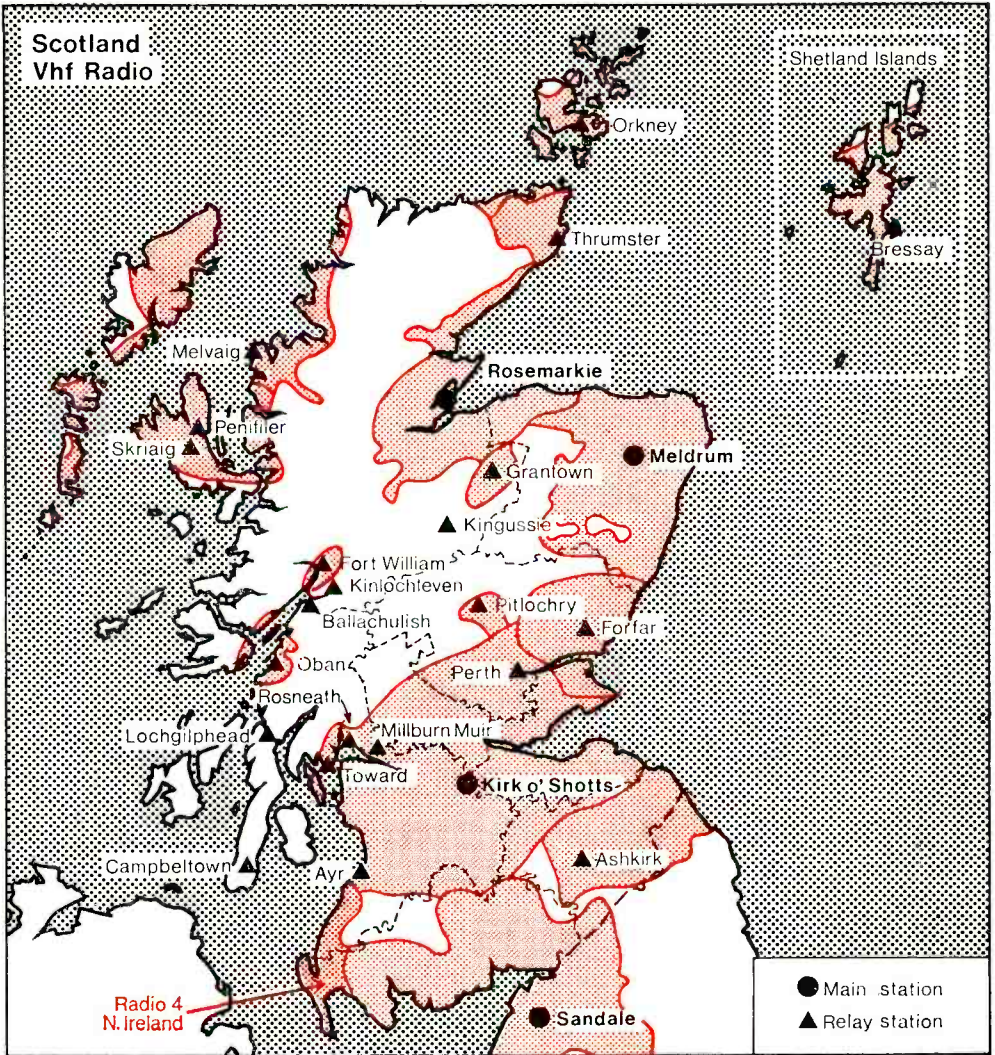 Scotland
Vhf Radio
Shetland Islands
Orkney
Thrumster
Bressay
Melvaig
Rosemarkie
Penifiler
Skriaig
Meldrum
Grantown
Kingussie
Fort William
Kinlochleven
Ballachulish
Pitlochry
Forfar
Oban
Perth
Rosneath
Lochgilphead
Millburn Muir
Toward
Kirk o' Shotts
Campbeltown
Ayr
Ashkirk
Radio 4
N. Ireland
Sandale
Main station
Relay station